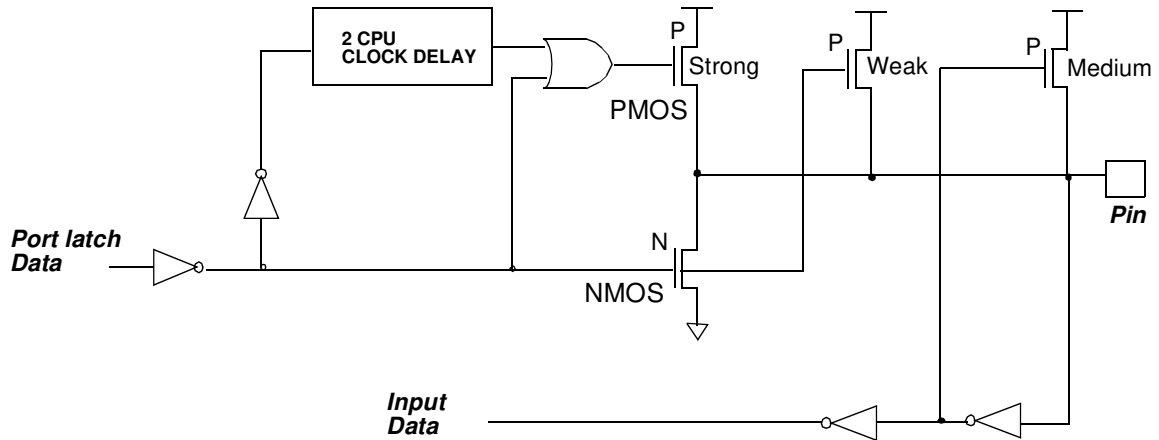 2 CPU
CLOCK DELAY
P
Strong
PMOS
P
Weak
P
Medium
Pin
Port latch
Data
N
NMOS
Input
Data